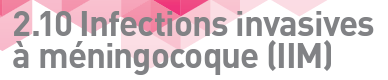 2.10 Infections invasives
à méningocoque (IIM)